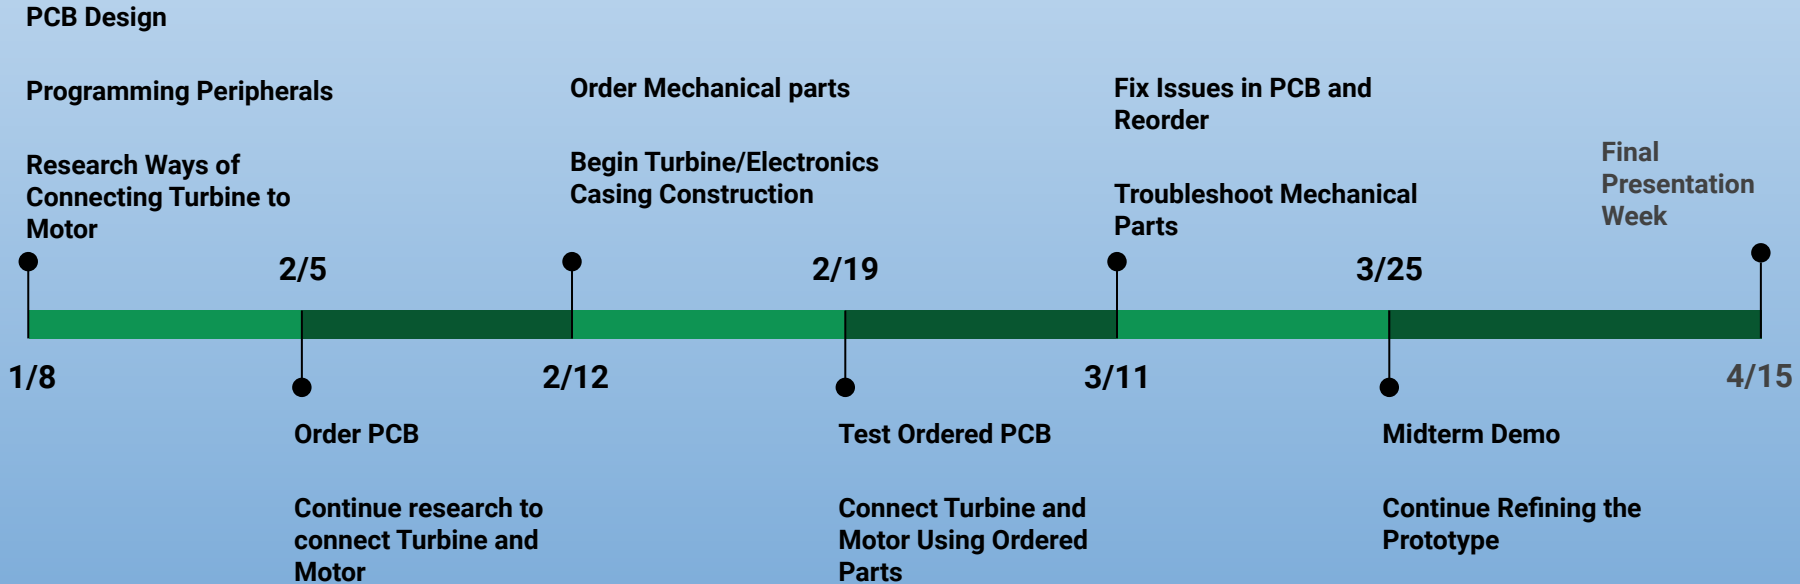 PCB Design
Programming Peripherals
Research Ways of
Connecting Turbine to
Motor
Order Mechanical parts
Begin Turbine/Electronics
Casing Construction
Fix Issues in PCB and
Reorder
Troubleshoot Mechanical
Parts
Final
Presentation
Week
2/5
2/19
3/25
1/8
2/12
3/11
4/15
Order PCB
Continue research to
connect Turbine and
Motor
Test Ordered PCB
Connect Turbine and
Motor Using Ordered
Parts
Midterm Demo
Continue Refining the
Prototype